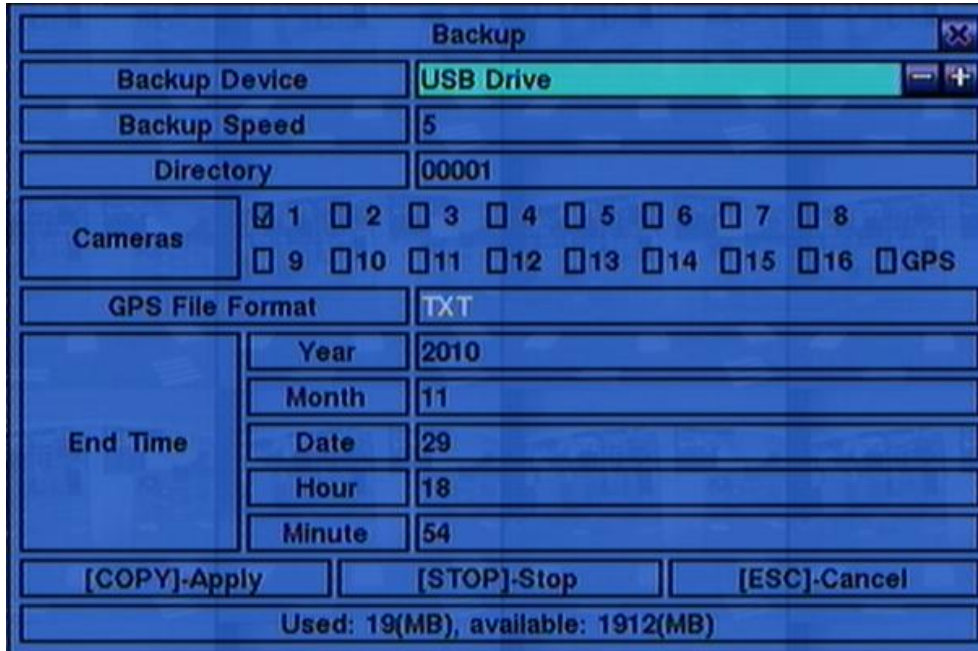 Backup
Backup Device USB Drive
Backup Speed 5
Directory 00001
Cameras
1 2 3 4 5 6 7 8
9 10 11 12 13 14 15 16 GPS
GPS File Format TXT
End Time
Year 2010
Month 11
Date 29
Hour 18
Minute 54
[COPY]-Apply [STOP]-Stop [ESC]-Cancel
Used: 19(MB), available: 1912(MB)